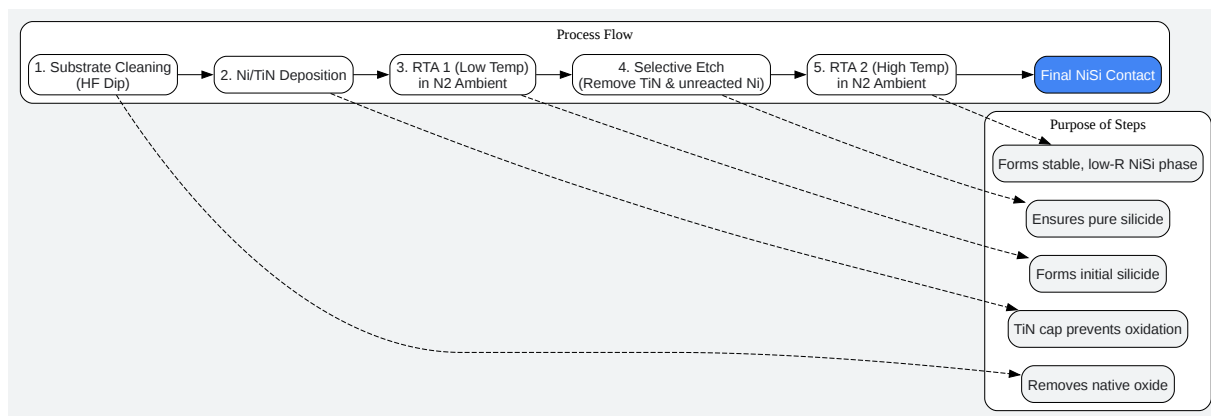 Process Flow
1. Substrate Cleaning
(HF Dip)
2. Ni/TiN Deposition
3. RTA 1 (Low Temp)
in N2 Ambient
4. Selective Etch
(Remove TiN & unreacted Ni)
5. RTA 2 (High Temp)
in N2 Ambient
Final NiSi Contact
Purpose of Steps
Forms stable, low-R NiSi phase
Ensures pure silicide
Forms initial silicide
TiN cap prevents oxidation
Removes native oxide